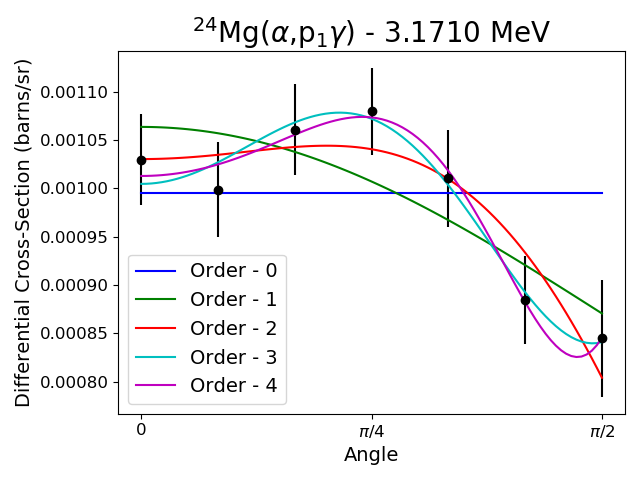 ²⁴Mg(α,p₁γ) - 3.1710 MeV
Differential Cross-Section (barns/sr)
0.00110
0.00105
0.00100
0.00095
0.00090
0.00085
0.00080
Order - 0
Order - 1
Order - 2
Order - 3
Order - 4
0
π/4
π/2
Angle